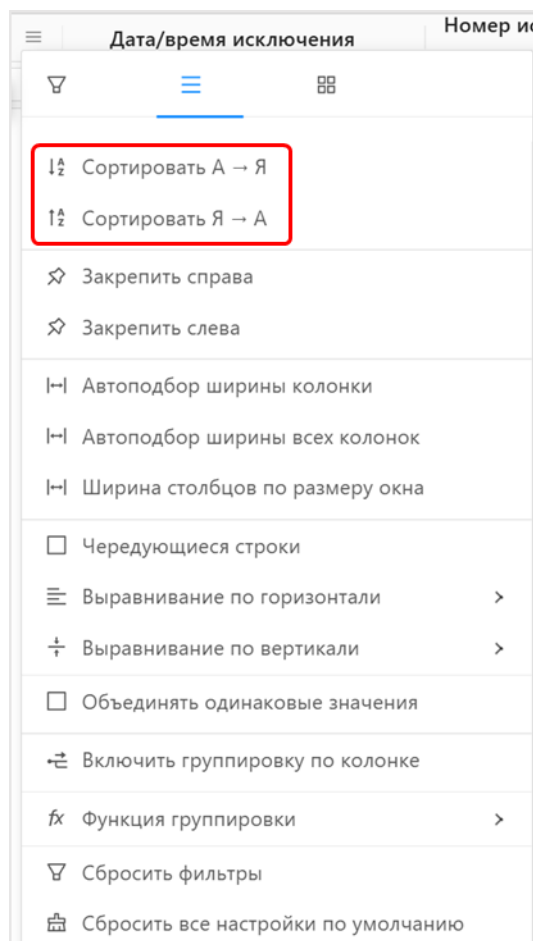 Дата/время исключения
Номер ис
Сортировать А → Я
Сортировать Я → А
Закрепить справа
Закрепить слева
Автоподбор ширины колонки
Автоподбор ширины всех колонок
Ширина столбцов по размеру окна
Чередующиеся строки
Выравнивание по горизонтали
Выравнивание по вертикали
Объединять одинаковые значения
Включить группировку по колонке
fx Функция группировки
Сбросить фильтры
Сбросить все настройки по умолчанию